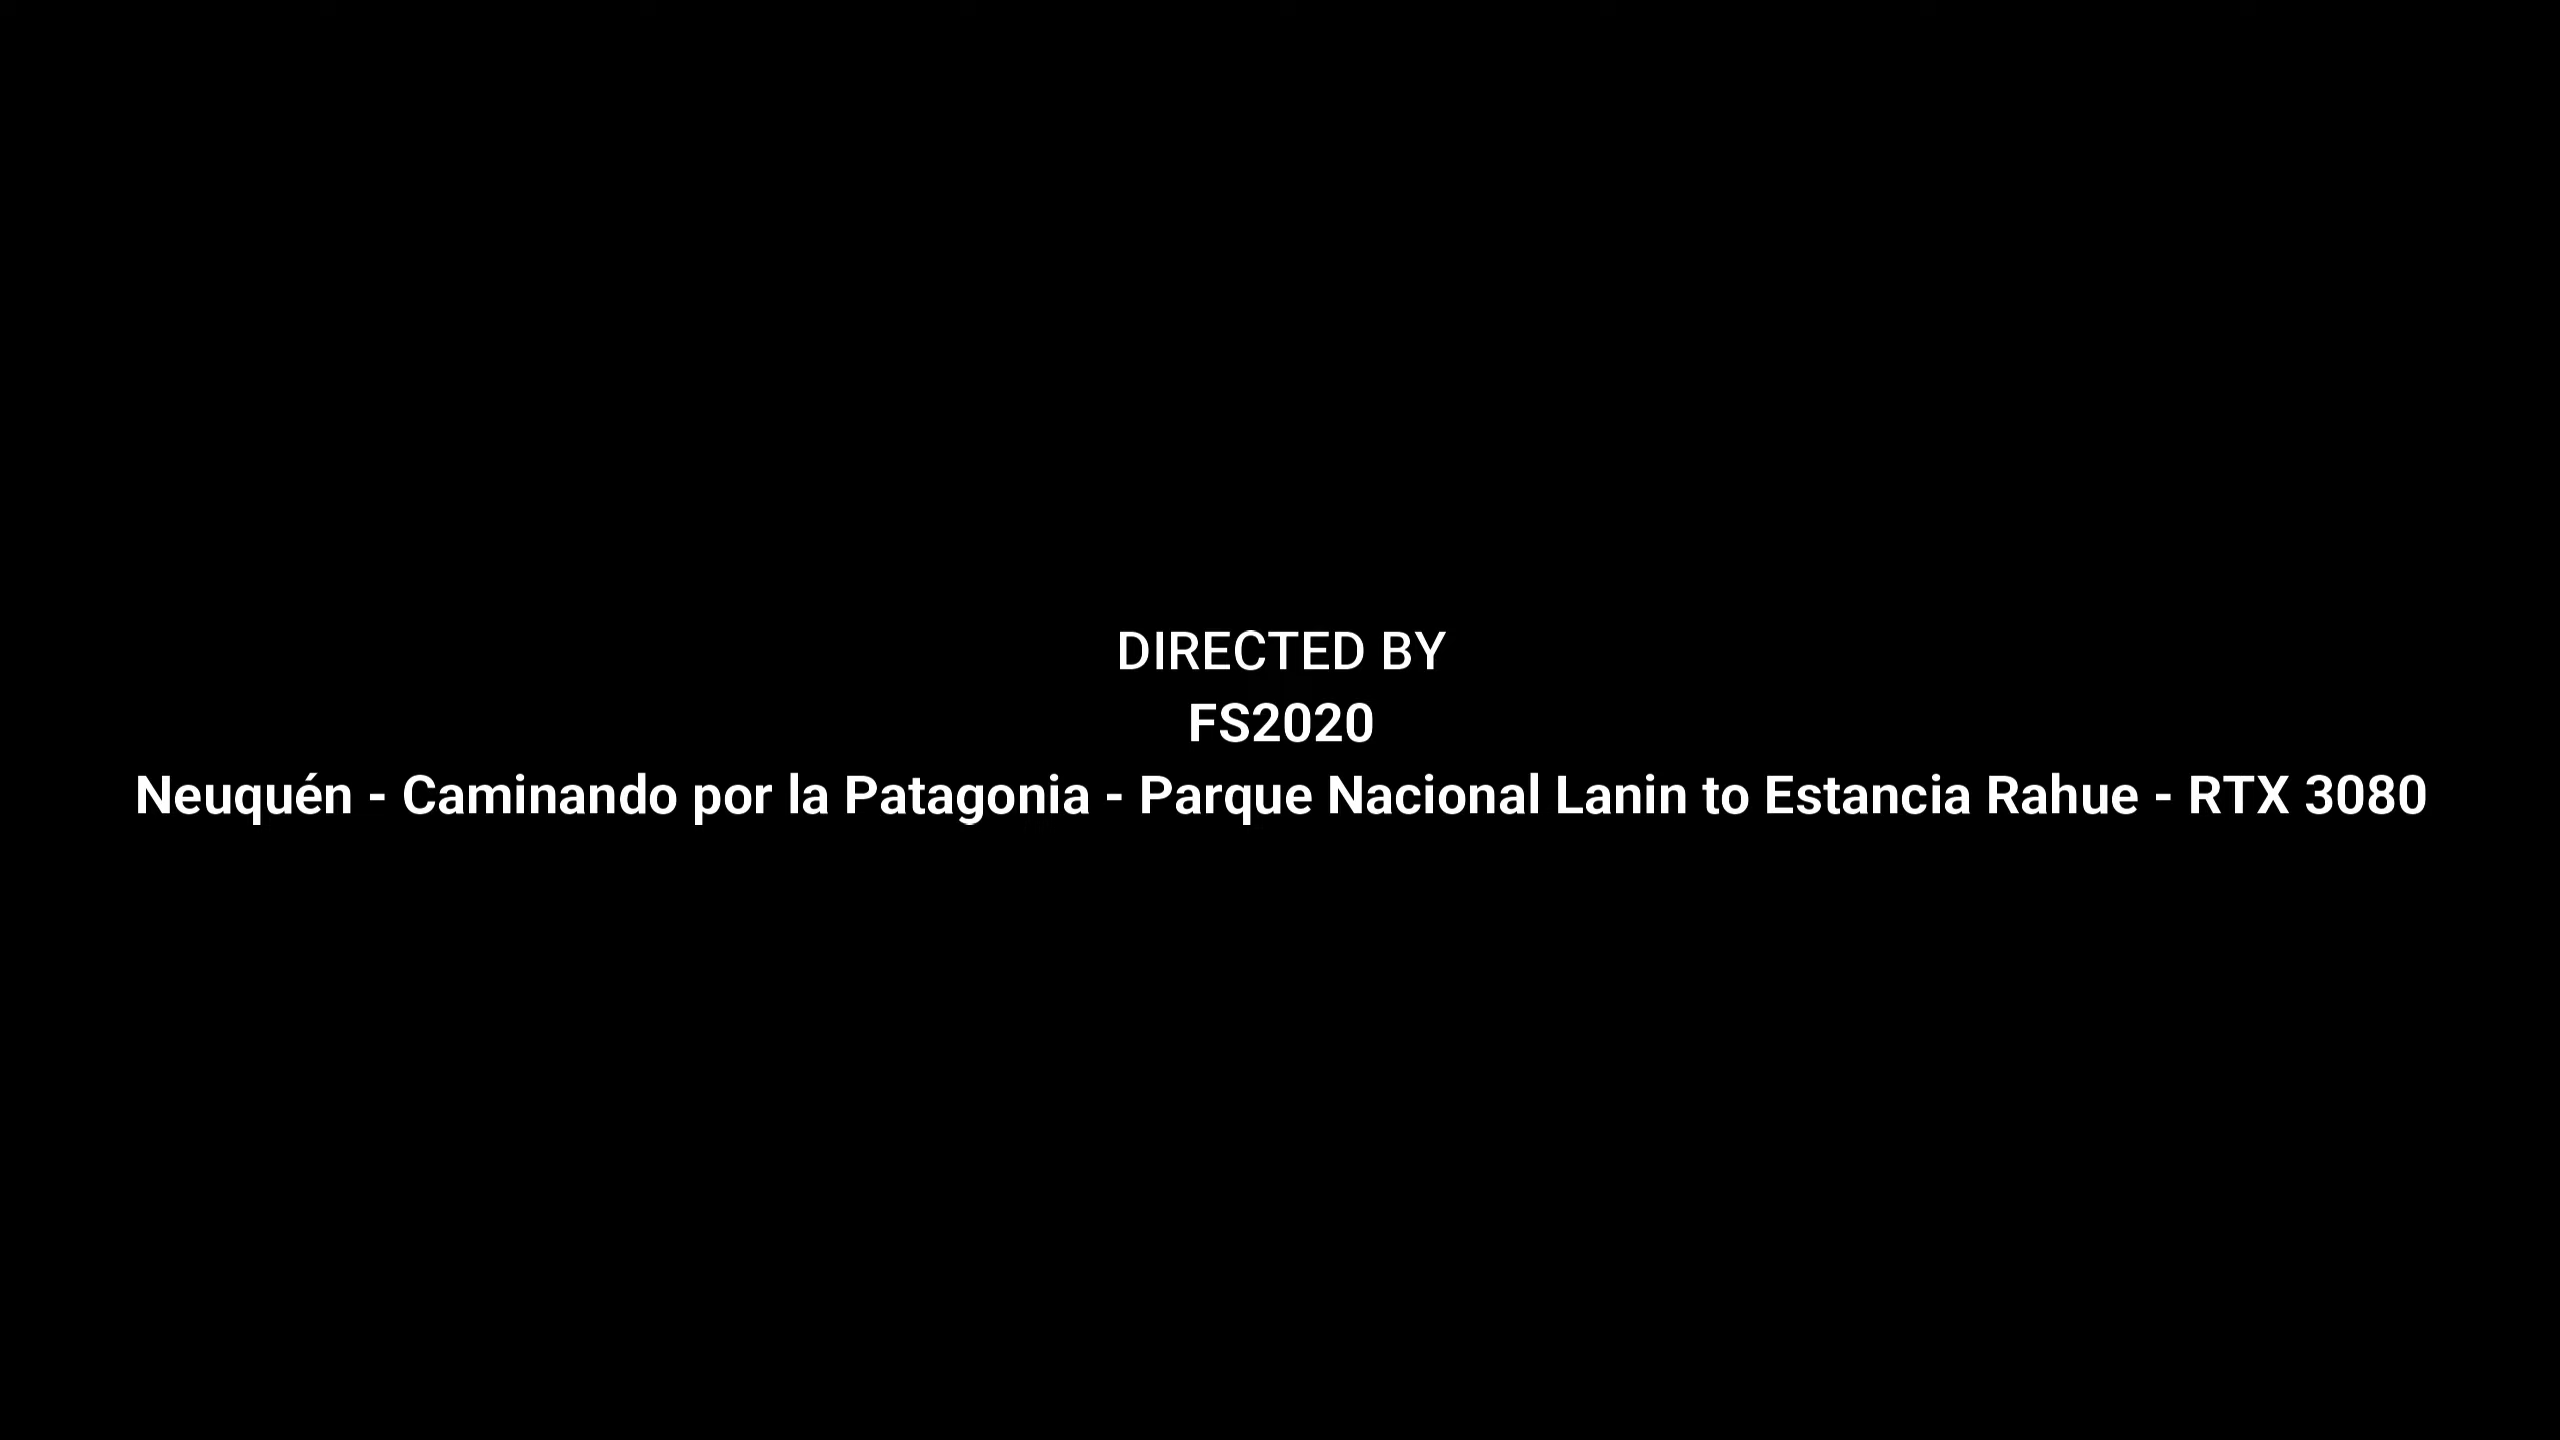 DIRECTED BY
FS2020
Neuquén - Caminando por la Patagonia - Parque Nacional Lanin to Estancia Rahue - RTX 3080